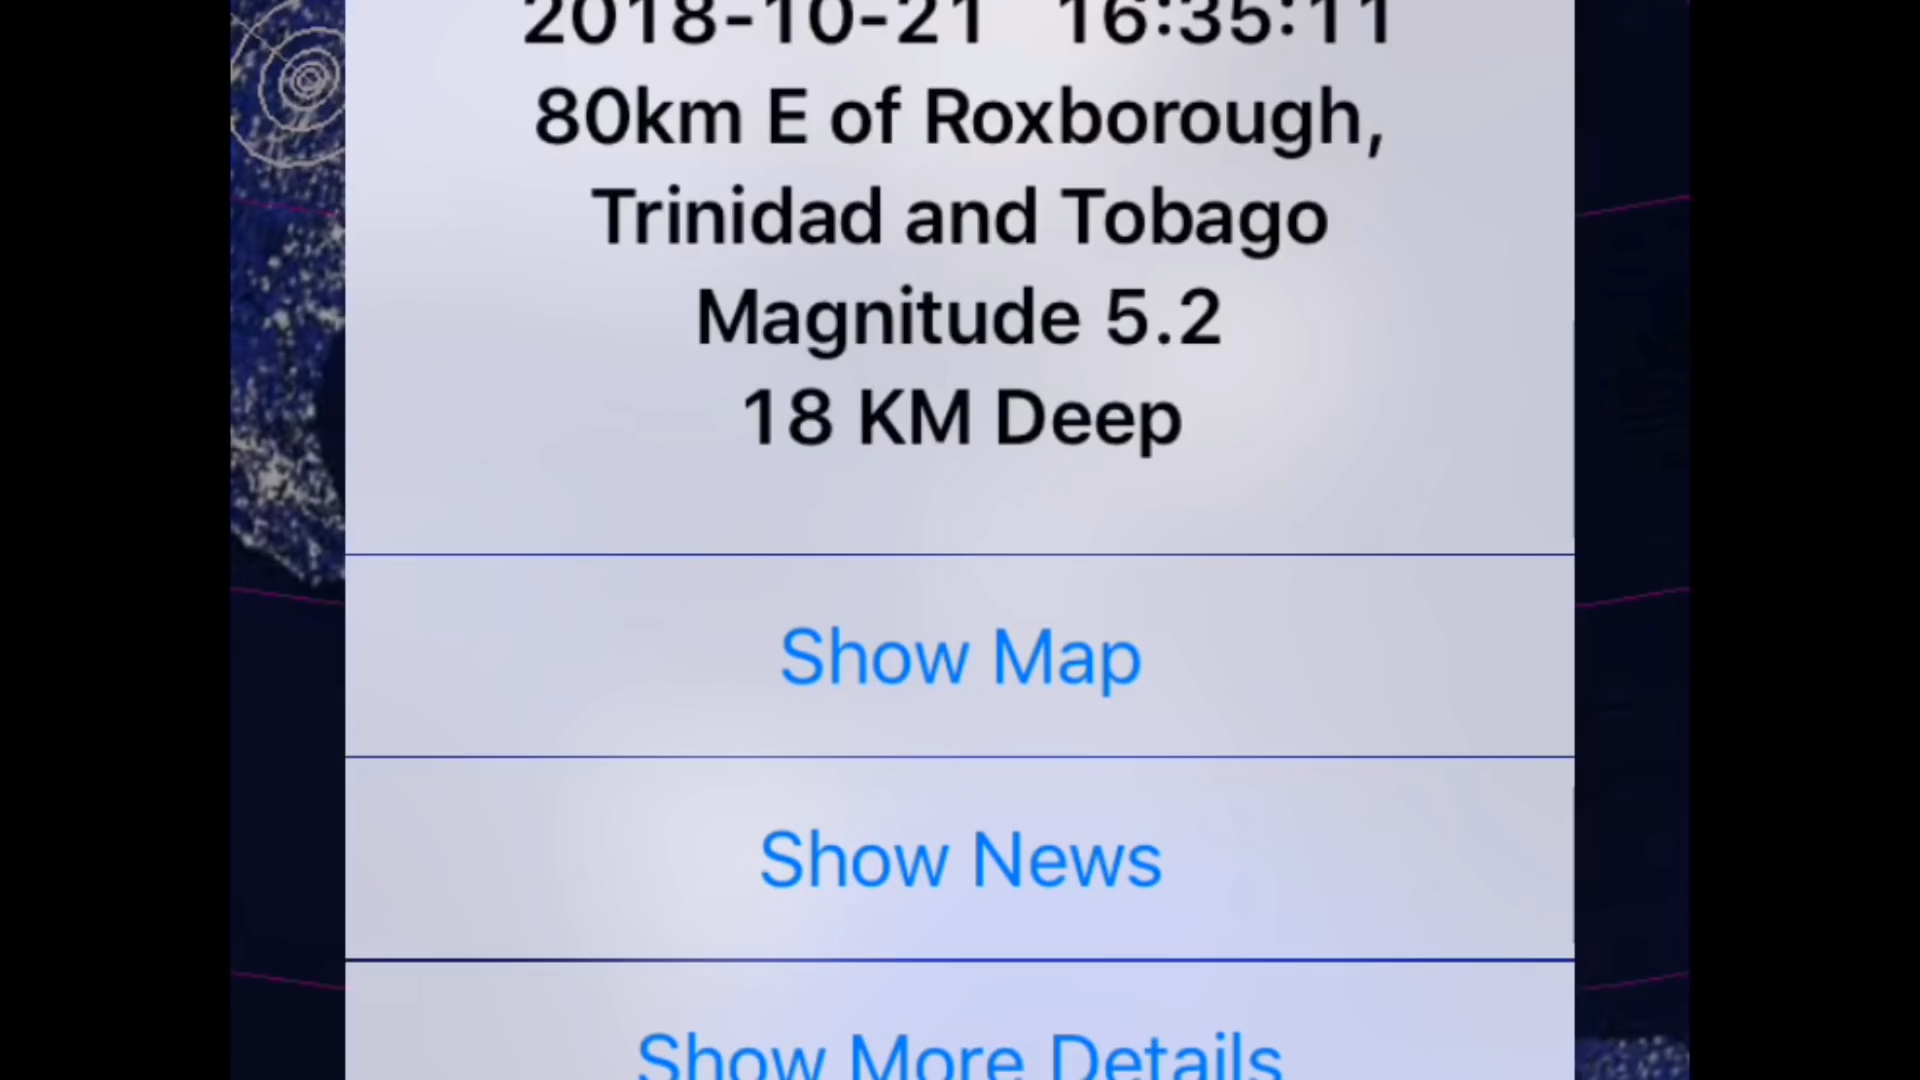 2018-10-21 16:35:11
80km E of Roxborough,
Trinidad and Tobago
Magnitude 5.2
18 KM Deep
Show Map
Show News
Show More Details